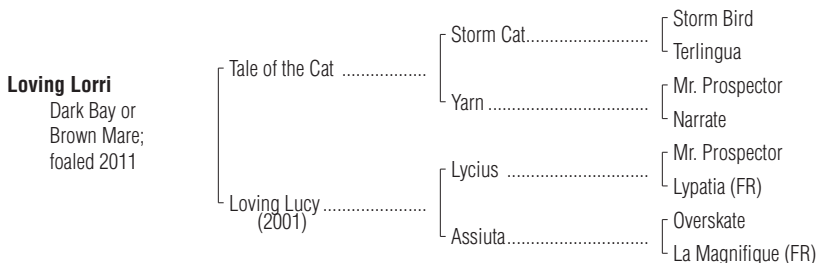 Loving Lorri
Dark Bay or
Brown Mare;
foaled 2011
Tale of the Cat ...................
Loving Lucy .......................
(2001)
Storm Cat...........................
Yarn ...................................
Lycius ................................
Assiuta...............................
Storm Bird
Terlingua
Mr. Prospector
Narrate
Mr. Prospector
Lypatia (FR)
Overskate
La Magnifique (FR)